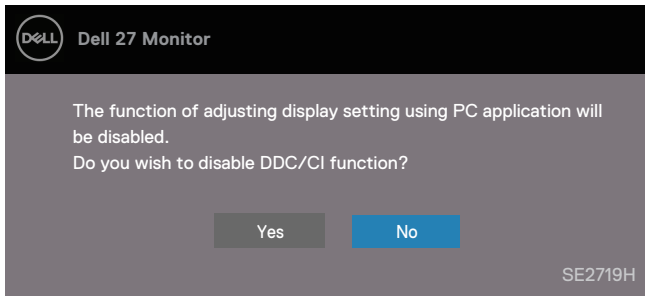 DELL
Dell 27 Monitor
The function of adjusting display setting using PC application will
be disabled.
Do you wish to disable DDC/CI function?
Yes
No
SE2719H